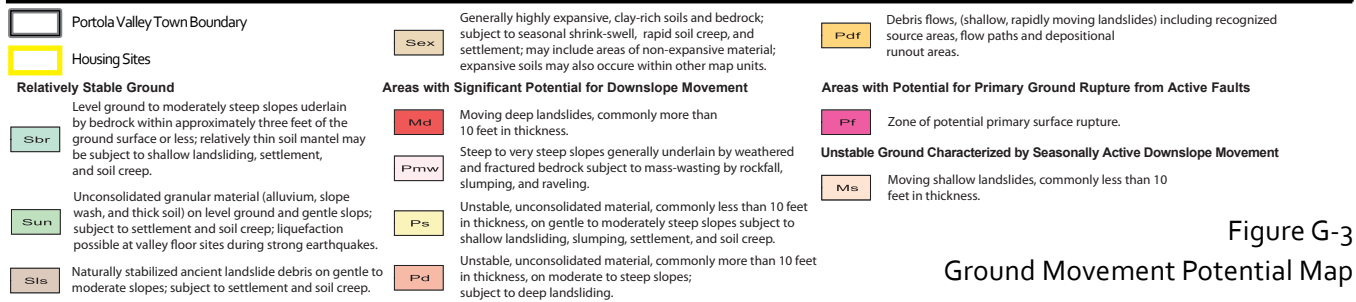 Portola Valley Town Boundary
Housing Sites
Relatively Stable Ground
Sbr
Level ground to moderately steep slopes uderlain
by bedrock within approximately three feet of the
ground surface or less; relatively thin soil mantel may
be subject to shallow landsliding, settlement,
and soil creep.
Sun
Unconsolidated granular material (alluvium, slope
wash, and thick soil) on level ground and gentle slops;
subject to settlement and soil creep; liquefaction
possible at valley floor sites during strong earthquakes.
Sls
Naturally stabilized ancient landslide debris on gentle to
moderate slopes; subject to settlement and soil creep.
Sex
Generally highly expansive, clay-rich soils and bedrock;
subject to seasonal shrink-swell, rapid soil creep, and
settlement; may include areas of non-expansive material;
expansive soils may also occure within other map units.
Areas with Significant Potential for Downslope Movement
Md
Moving deep landslides, commonly more than
10 feet in thickness.
Pmw
Steep to very steep slopes generally underlain by weathered
and fractured bedrock subject to mass-wasting by rockfall,
slumping, and raveling.
Ps
Unstable, unconsolidated material, commonly less than 10 feet
in thickness, on gentle to moderately steep slopes subject to
shallow landsliding, slumping, settlement, and soil creep.
Pd
Unstable, unconsolidated material, commonly more than 10 feet
in thickness, on moderate to steep slopes;
subject to deep landsliding.
Pdf
Debris flows, (shallow, rapidly moving landslides) including recognized
source areas, flow paths and depositional
runout areas.
Areas with Potential for Primary Ground Rupture from Active Faults
Pf
Zone of potential primary surface rupture.
Unstable Ground Characterized by Seasonally Active Downslope Movement
Ms
Moving shallow landslides, commonly less than 10
feet in thickness.
Figure G-3
Ground Movement Potential Map